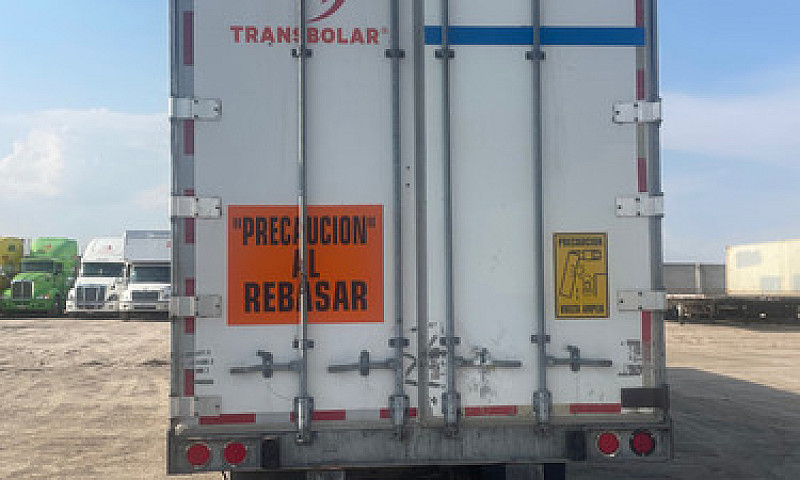 TRANSBOLAR®
"PRECAUCION"
AL
REBASAR
PRECAUCION